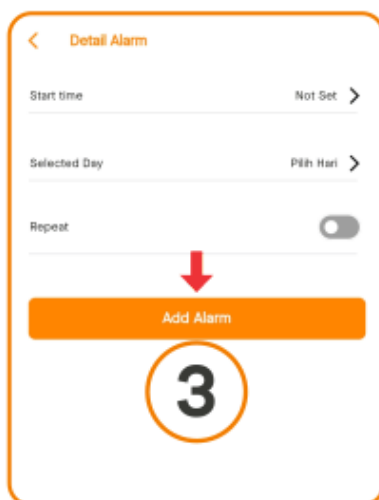 Detail Alarm
Start time Not Set
Selected Day Pilih Hari
Repeat
Add Alarm
3